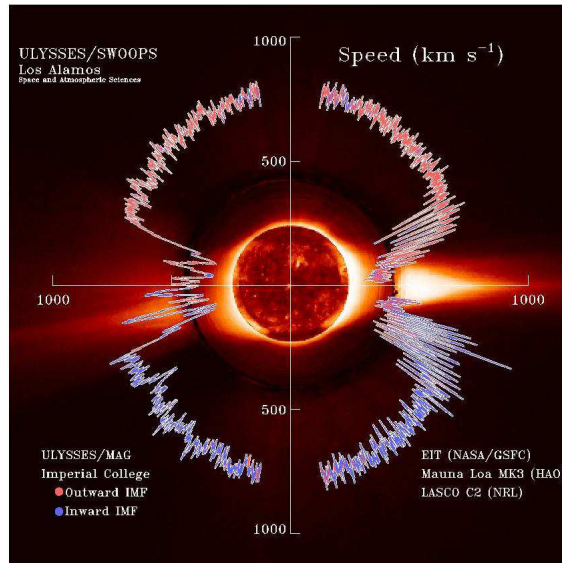 ULYSSES/SWOOPS
Los Alamos
Space and Atmospheric Sciences
1000
Speed (km s⁻¹)
500
1000
1000
500
ULYSSES/MAG
Imperial College
Outward IMF
Inward IMF
EIT (NASA/GSFC)
Mauna Loa MK3 (HAO
LASCO C2 (NRL)
1000